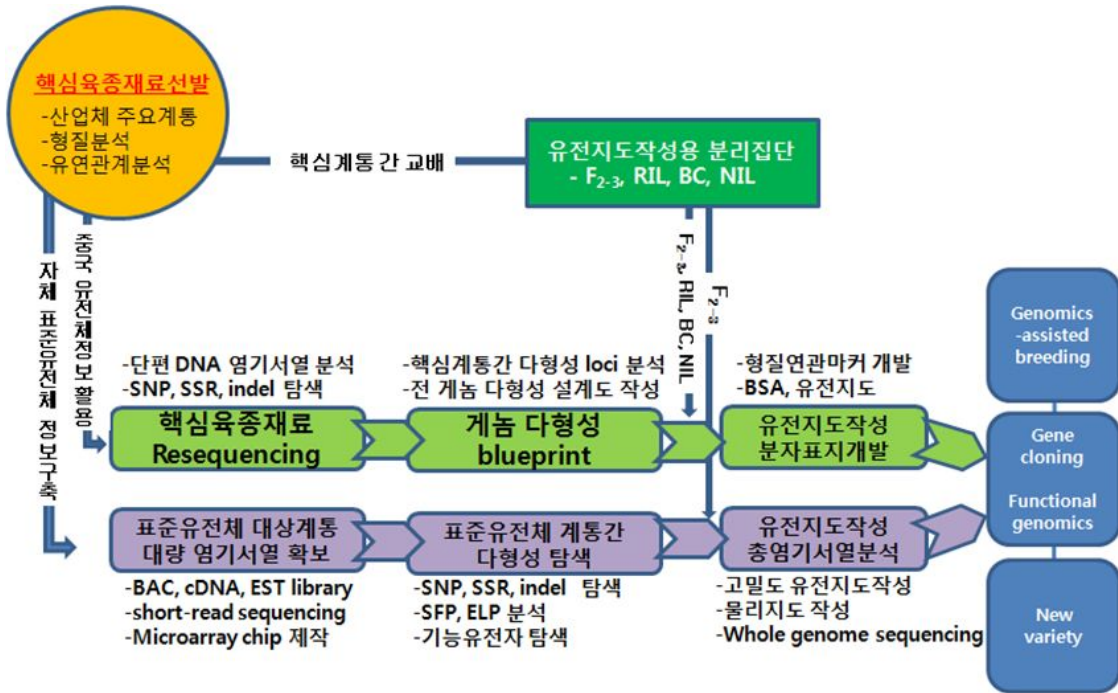 핵심육종재료선발
-산업체 주요계통
-형질분석
-유연관계분석
핵심계통간 교배
유전지도작성용 분리집단
- F2-3, RIL, BC, NIL
자체 표준유전체 정보구축
중국 유전체정보 활용
F2-3, RIL, BC, NIL
F2-3
-단편 DNA 염기서열 분석
-SNP, SSR, indel 탐색
-핵심계통간 다형성 loci 분석
-전 게놈 다형성 설계도 작성
-형질연관마커 개발
-BSA, 유전지도
핵심육종재료
Resequencing
게놈 다형성
blueprint
유전지도작성
분자표지개발
표준유전체 대상계통
대량 염기서열 확보
표준유전체 계통간
다형성 탐색
유전지도작성
총염기서열분석
-BAC, cDNA, EST library
-short-read sequencing
-Microarray chip 제작
-SNP, SSR, indel 탐색
-SFP, ELP 분석
-기능유전자 탐색
-고밀도 유전지도작성
-물리지도 작성
-Whole genome sequencing
Genomics
-assisted
breeding
Gene
cloning
Functional
genomics
New
variety